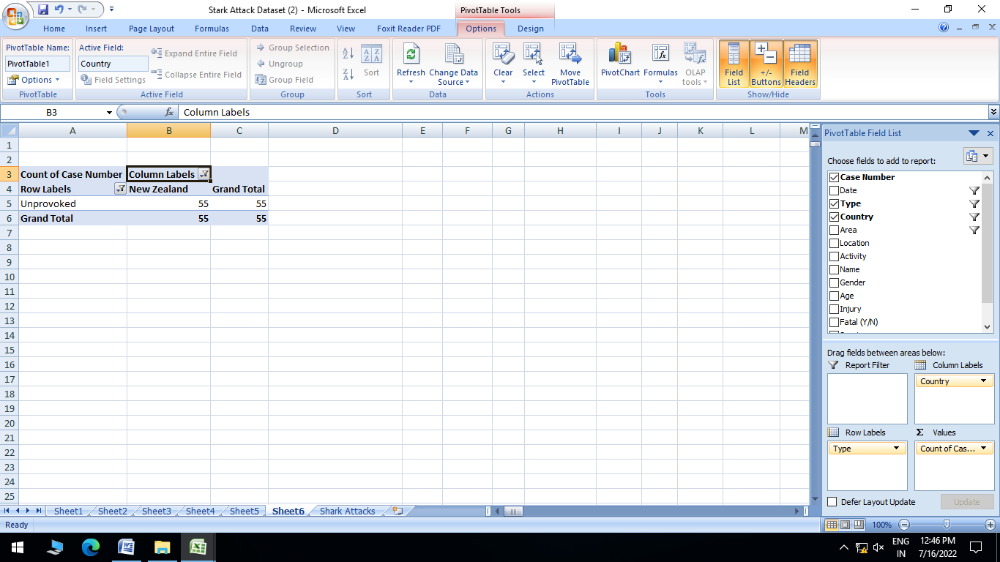 Stark Attack Dataset (2) - Microsoft Excel
PivotTable Tools
Home Insert Page Layout Formulas Data Review View Foxit Reader PDF Options Design
PivotTable Name:
PivotTable1
Options
PivotTable
Active Field:
Country
Field Settings
Expand Entire Field
Collapse Entire Field
Active Field
Group Selection
Ungroup
Group Field
Group
Sort
Sort
Refresh
Change Data
Source
Data
Clear
Select
Move
PivotTable
Actions
PivotChart
Formulas
OLAP
tools
Tools
Field
List
+/-
Buttons
Field
Headers
Show/Hide
B3
fx
Column Labels
A B C D E F G H I J K L M
1
2
3 Count of Case Number Column Labels
4 Row Labels New Zealand Grand Total
5 Unprovoked 55 55
6 Grand Total 55 55
7
8
9
10
11
12
13
14
15
16
17
18
19
20
21
22
23
24
25
PivotTable Field List
Choose fields to add to report:
Case Number
Date
Type
Country
Area
Location
Activity
Name
Gender
Age
Injury
Fatal (Y/N)
Drag fields between areas below:
Report Filter
Column Labels
Country
Row Labels
Σ Values
Type
Count of Cas...
Defer Layout Update
Update
Sheet1 Sheet2 Sheet3 Sheet4 Sheet5 Sheet6 Shark Attacks
Ready
100%
ENG
IN
12:46 PM
7/16/2022